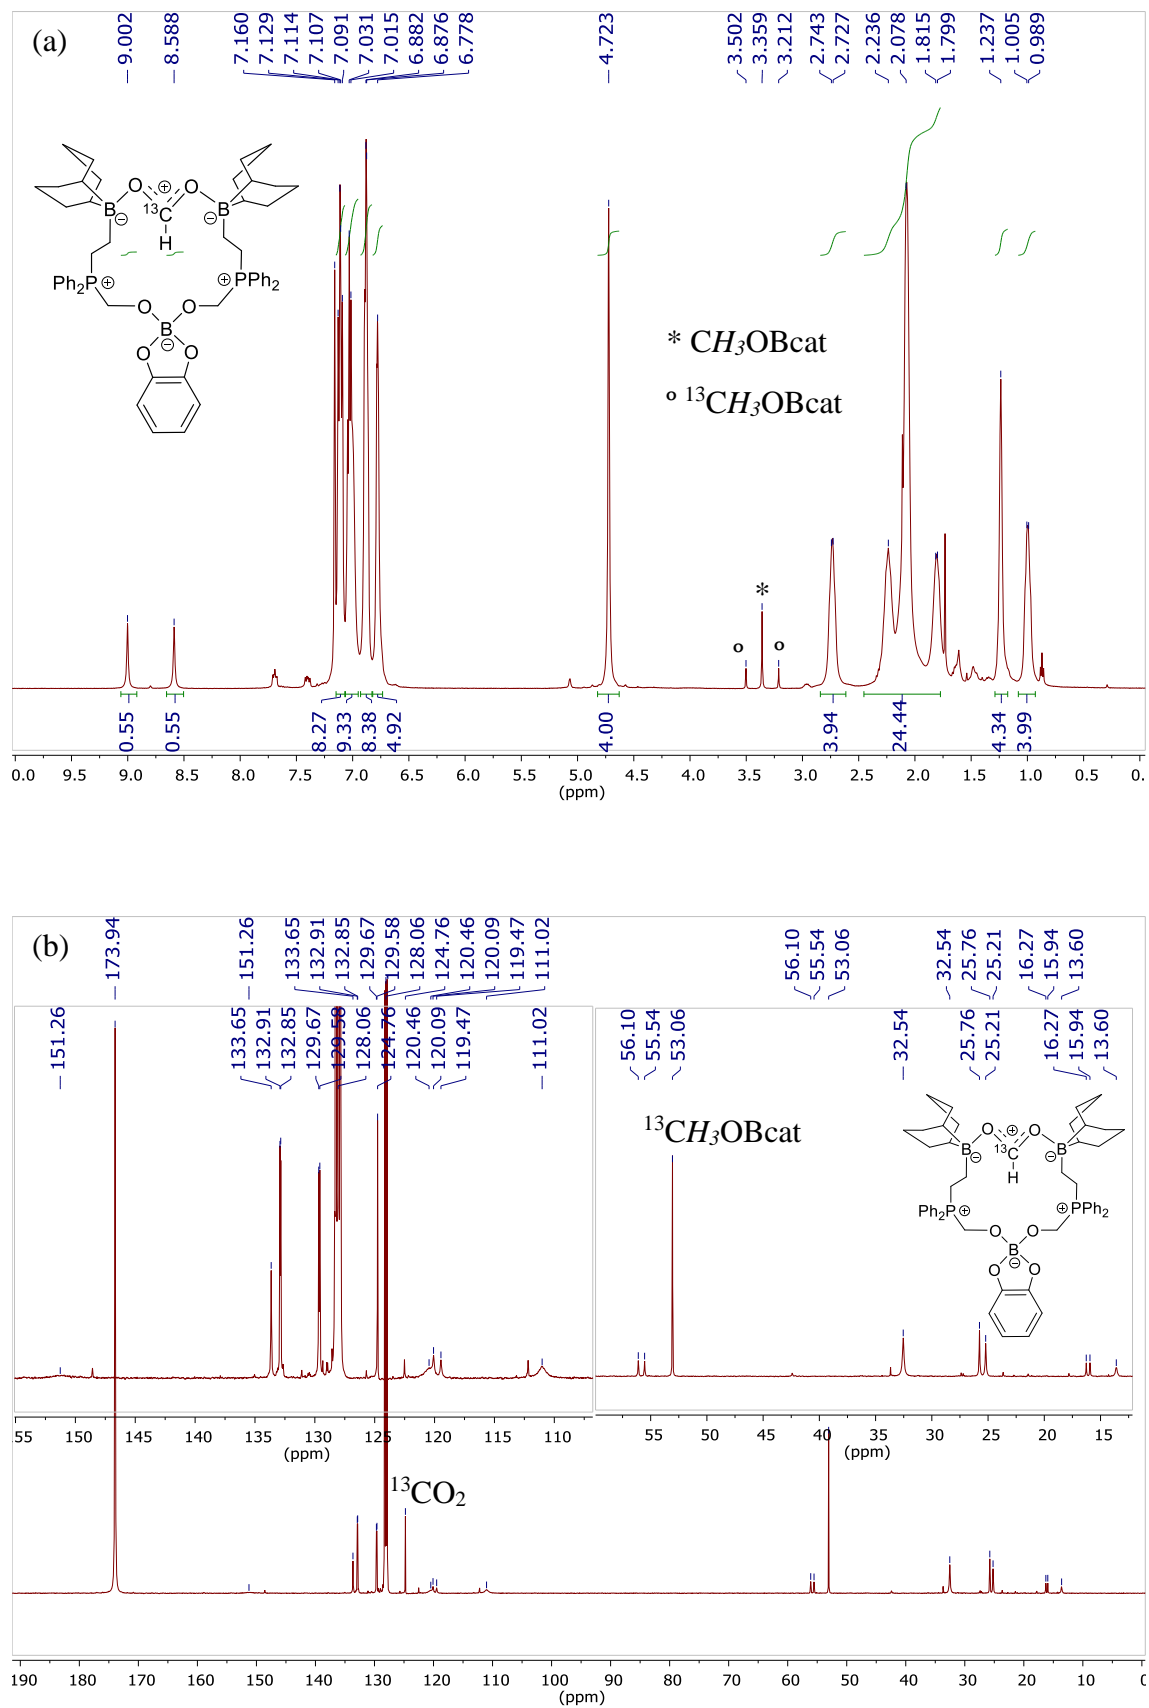 (a)
9.002
8.588
7.160
7.129
7.114
7.107
7.091
7.031
7.015
6.882
6.876
6.778
4.723
3.502
3.359
3.212
2.743
2.727
2.236
2.078
1.815
1.799
1.237
1.005
0.989
O ⊕ O
13C
B ⊖ ⊖ B
H
Ph2P ⊕ ⊕ PPh2
O O
B
⊖
O O
* CH3OBcat
o 13CH3OBcat
*
o o
0.55
0.55
8.27
9.33
8.38
4.92
4.00
3.94
24.44
4.34
3.99
0.0 9.5 9.0 8.5 8.0 7.5 7.0 6.5 6.0 5.5 5.0 4.5 4.0 3.5 3.0 2.5 2.0 1.5 1.0 0.5 0.
(ppm)
(b)
173.94
151.26
133.65
132.91
132.85
129.67
129.58
128.06
124.76
120.46
120.09
119.47
111.02
56.10
55.54
53.06
32.54
25.76
25.21
16.27
15.94
13.60
151.26
133.65
132.91
132.85
129.67
129.58
128.06
124.76
120.46
120.09
119.47
111.02
56.10
55.54
53.06
32.54
25.76
25.21
16.27
15.94
13.60
13CH3OBcat
O ⊕ O
13C
B ⊖ ⊖ B
H
Ph2P ⊕ ⊕ PPh2
O O
B
⊖
O O
55 150 145 140 135 130 125 120 115 110
(ppm)
55 50 45 40 35 30 25 20 15
(ppm)
13CO2
190 180 170 160 150 140 130 120 110 100 90 80 70 60 50 40 30 20 10 0
(ppm)